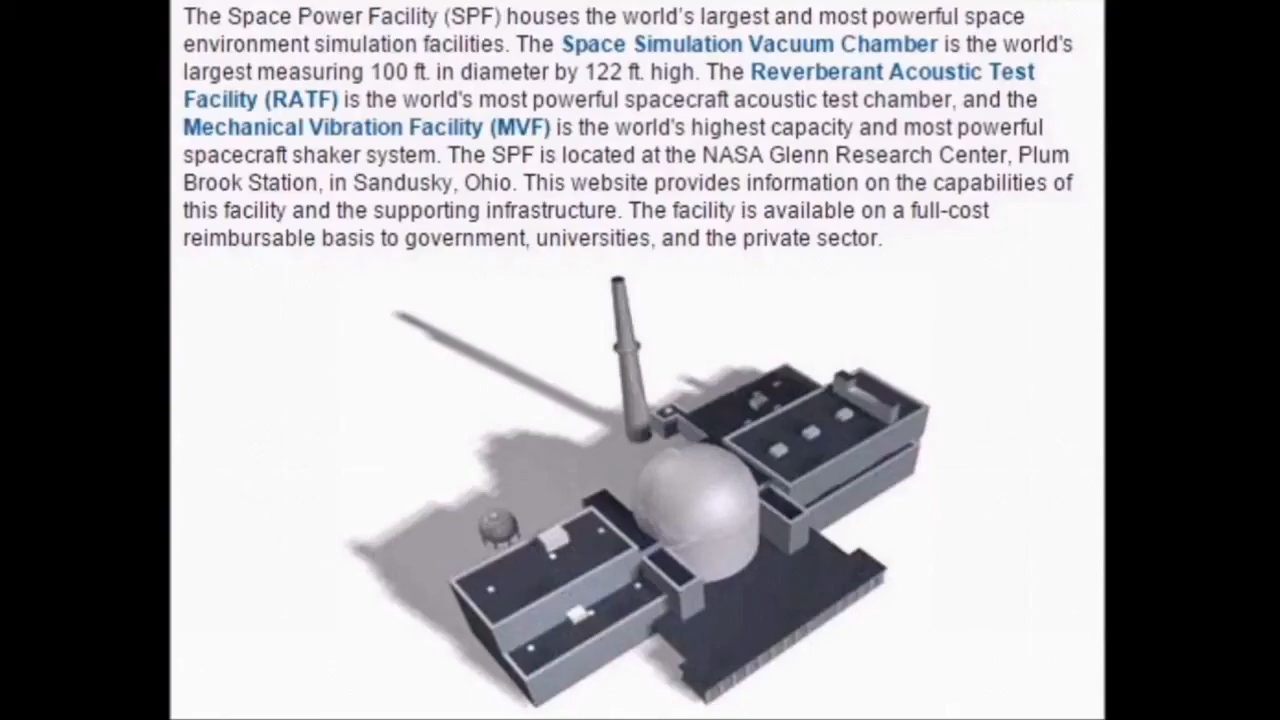 The Space Power Facility (SPF) houses the world's largest and most powerful space
environment simulation facilities. The Space Simulation Vacuum Chamber is the world's
largest measuring 100 ft. in diameter by 122 ft. high. The Reverberant Acoustic Test
Facility (RATF) is the world's most powerful spacecraft acoustic test chamber, and the
Mechanical Vibration Facility (MVF) is the world's highest capacity and most powerful
spacecraft shaker system. The SPF is located at the NASA Glenn Research Center, Plum
Brook Station, in Sandusky, Ohio. This website provides information on the capabilities of
this facility and the supporting infrastructure. The facility is available on a full-cost
reimbursable basis to government, universities, and the private sector.